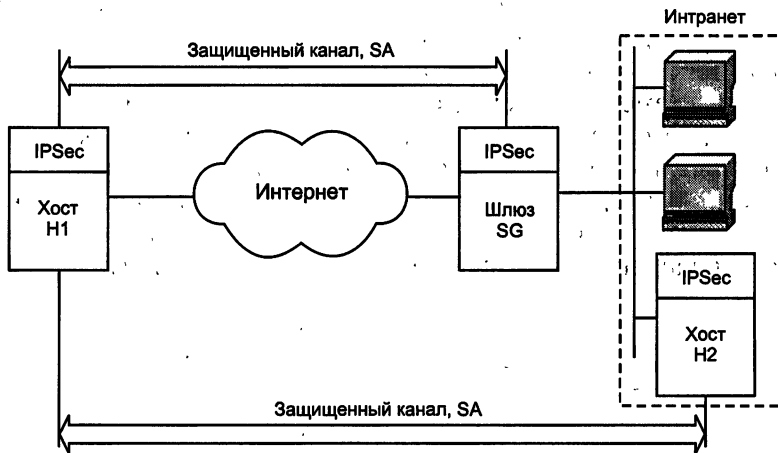 Интранет
Защищенный канал, SA
IPSec
Хост
H1
Интернет
IPSec
Шлюз
SG
IPSec
Хост
H2
Защищенный канал, SA